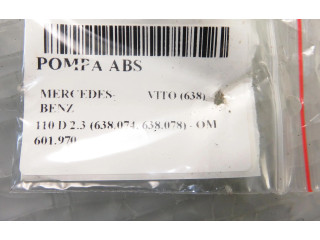 POMPA ABS
MERCEDES- VITO (638)
BENZ
110 D 2.3 (638.074, 638.078) - OM
601.970